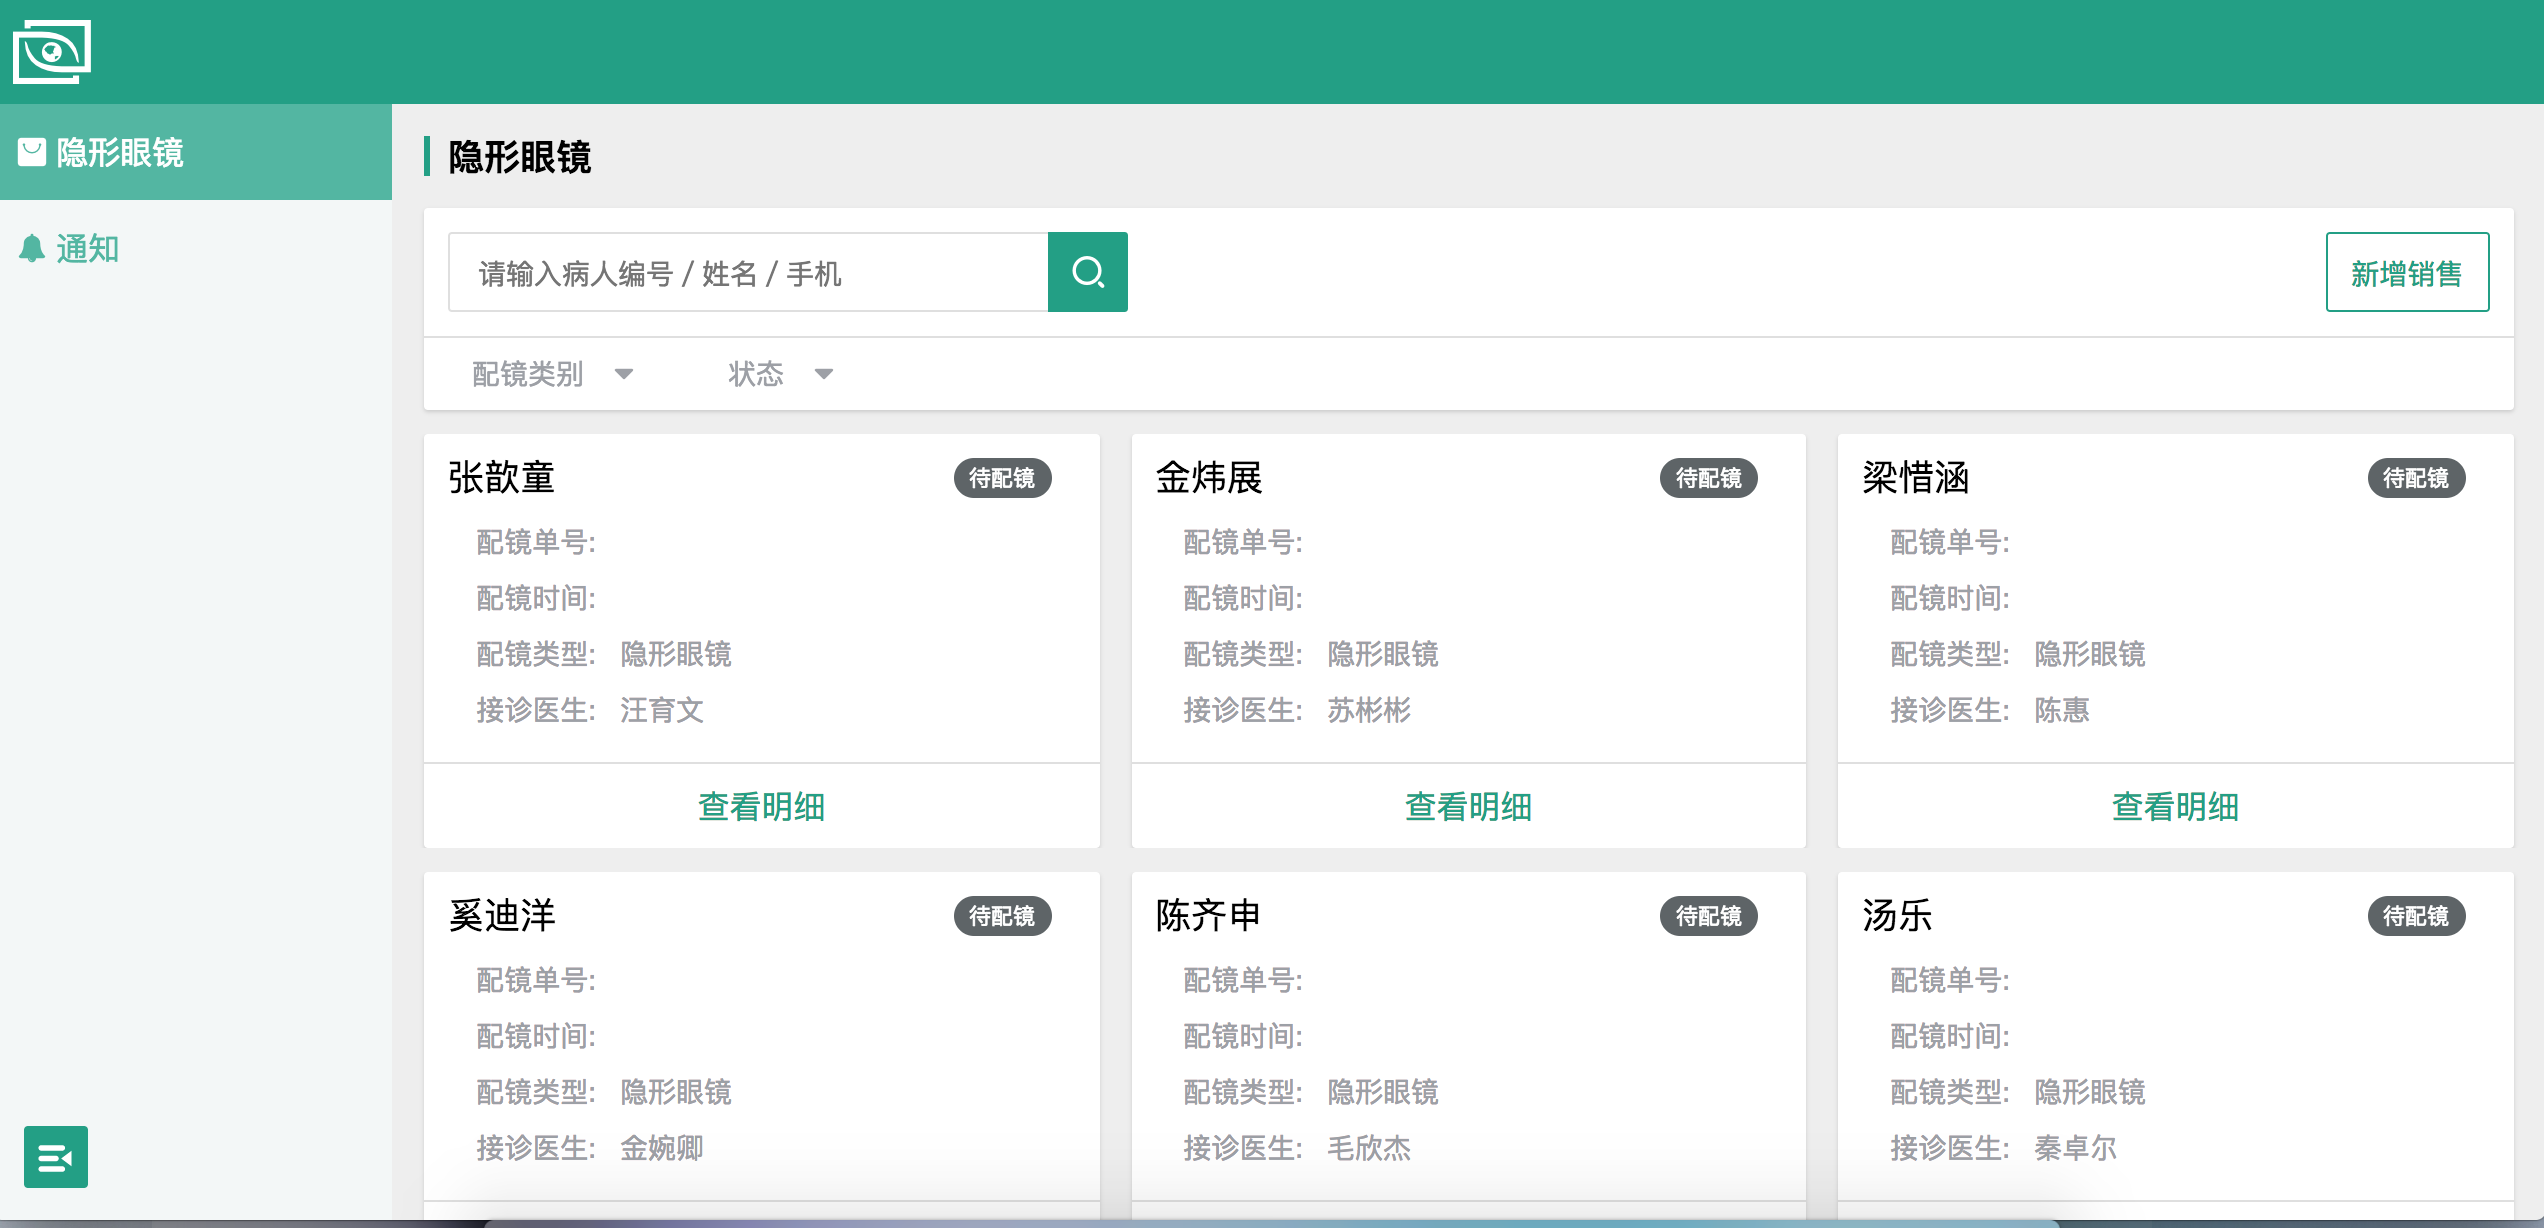 隐形眼镜
通知
隐形眼镜
请输入病人编号 / 姓名 / 手机
新增销售
配镜类别
状态
张歆童
待配镜
配镜单号:
配镜时间:
配镜类型: 隐形眼镜
接诊医生: 汪育文
查看明细
金炜展
待配镜
配镜单号:
配镜时间:
配镜类型: 隐形眼镜
接诊医生: 苏彬彬
查看明细
梁惜涵
待配镜
配镜单号:
配镜时间:
配镜类型: 隐形眼镜
接诊医生: 陈惠
查看明细
奚迪洋
待配镜
配镜单号:
配镜时间:
配镜类型: 隐形眼镜
接诊医生: 金婉卿
陈齐申
待配镜
配镜单号:
配镜时间:
配镜类型: 隐形眼镜
接诊医生: 毛欣杰
汤乐
待配镜
配镜单号:
配镜时间:
配镜类型: 隐形眼镜
接诊医生: 秦卓尔